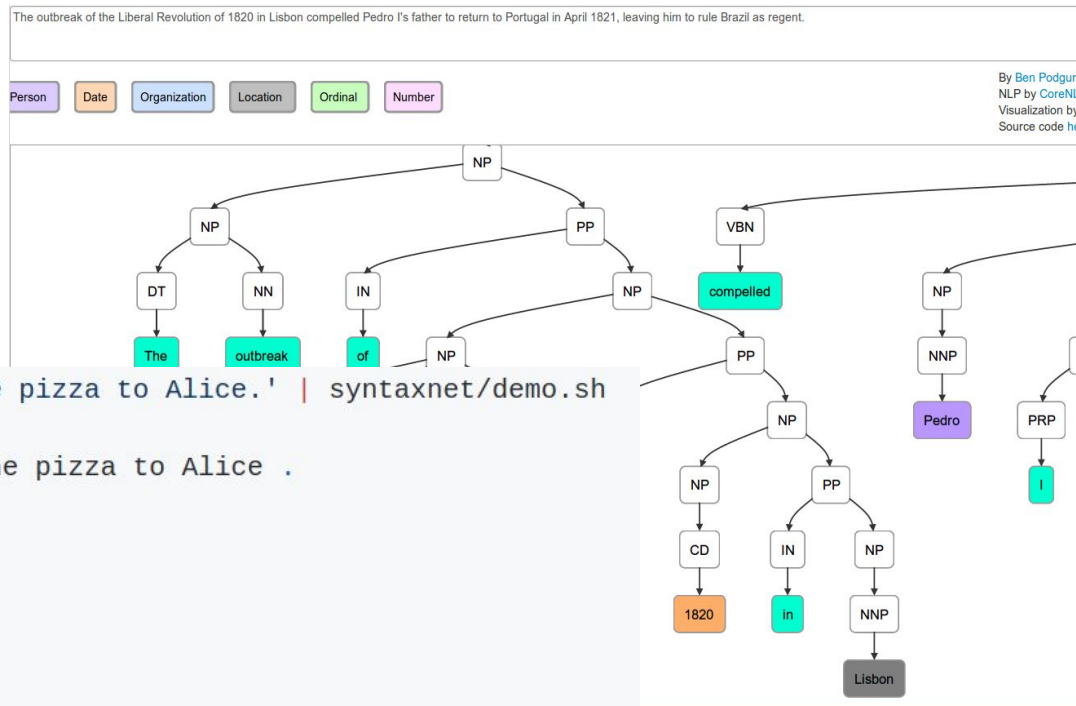 The outbreak of the Liberal Revolution of 1820 in Lisbon compelled Pedro I's father to return to Portugal in April 1821, leaving him to rule Brazil as regent.
Person Date Organization Location Ordinal Number
By Ben Podgur
NLP by CoreNL
Visualization by
Source code he
NP
NP PP VBN
DT NN IN NP compelled NP
The outbreak of NP PP NNP
pizza to Alice.' | syntaxnet/demo.sh
NP Pedro PRP
e pizza to Alice .
NP PP I
CD IN NP
1820 in NNP
Lisbon